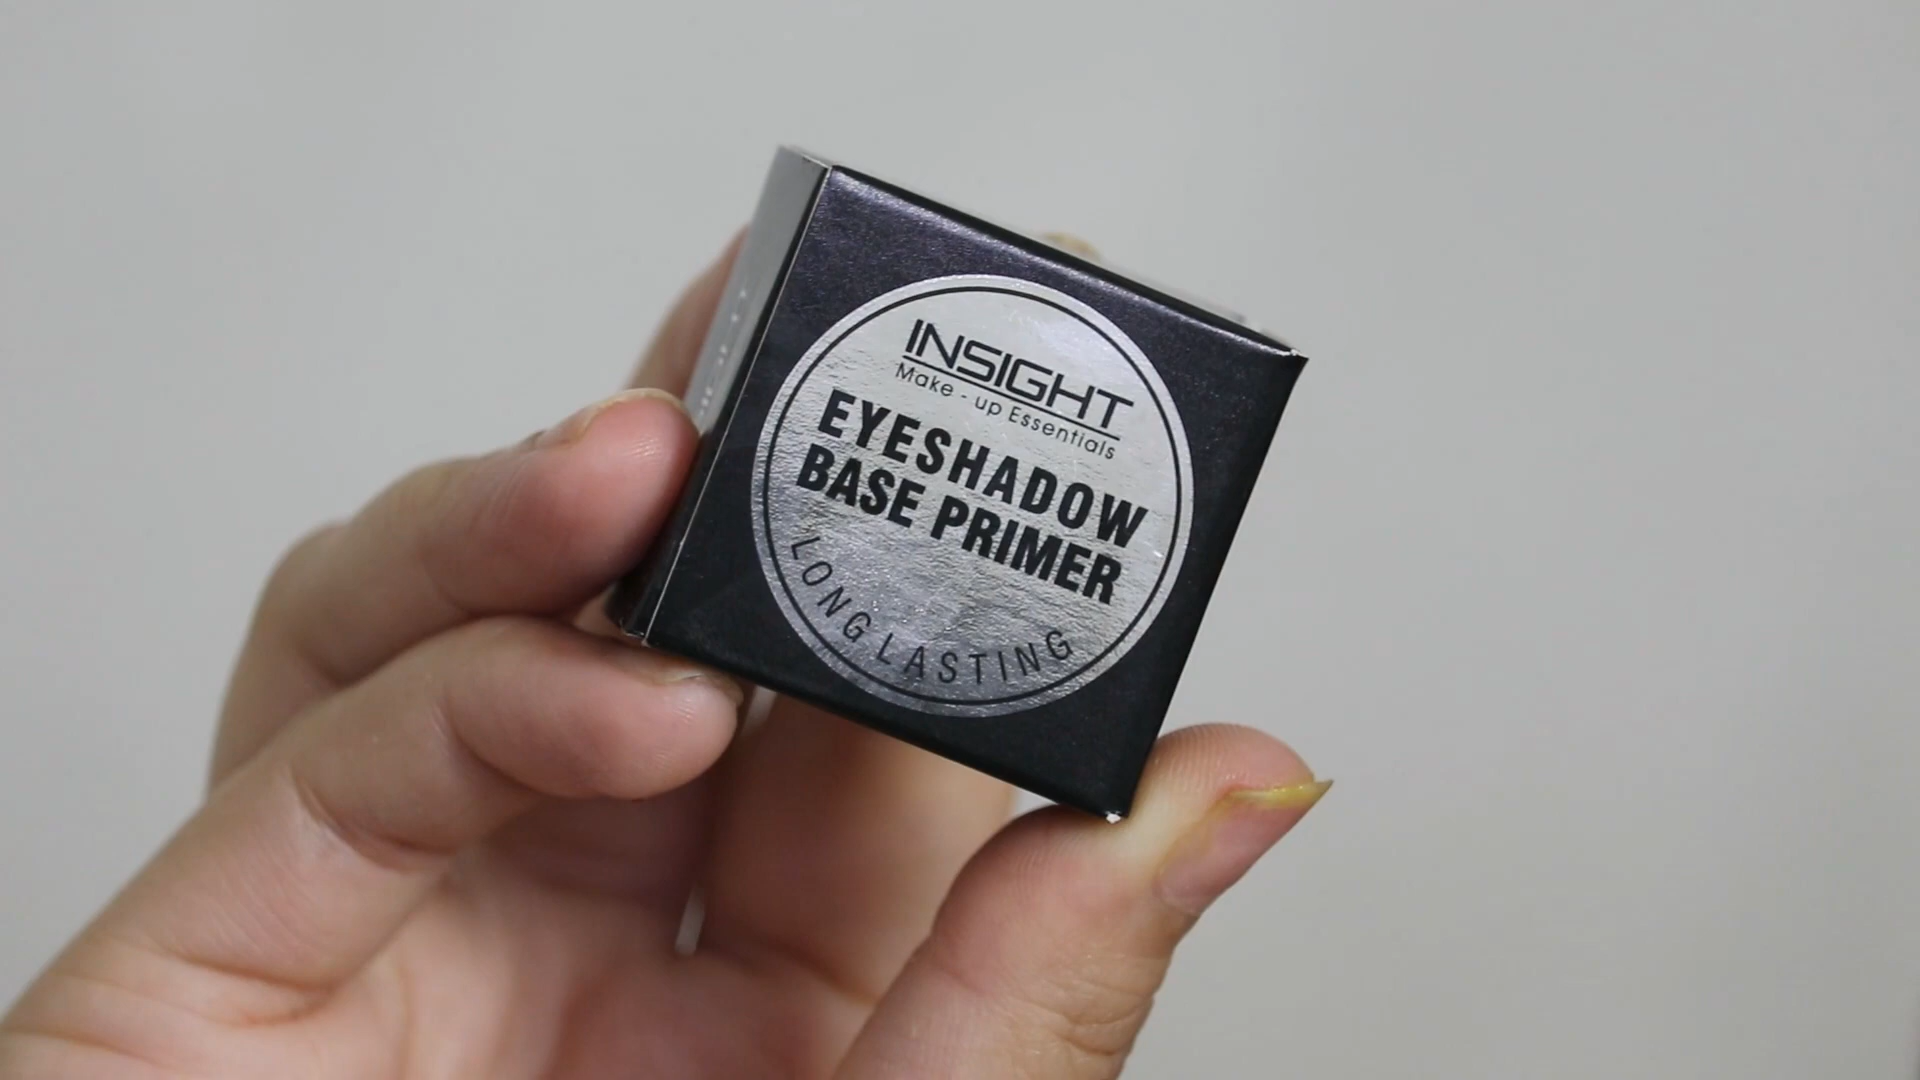 INSIGHT
Make-up Essentials
EYESHADOW
BASE PRIMER
LONG LASTING